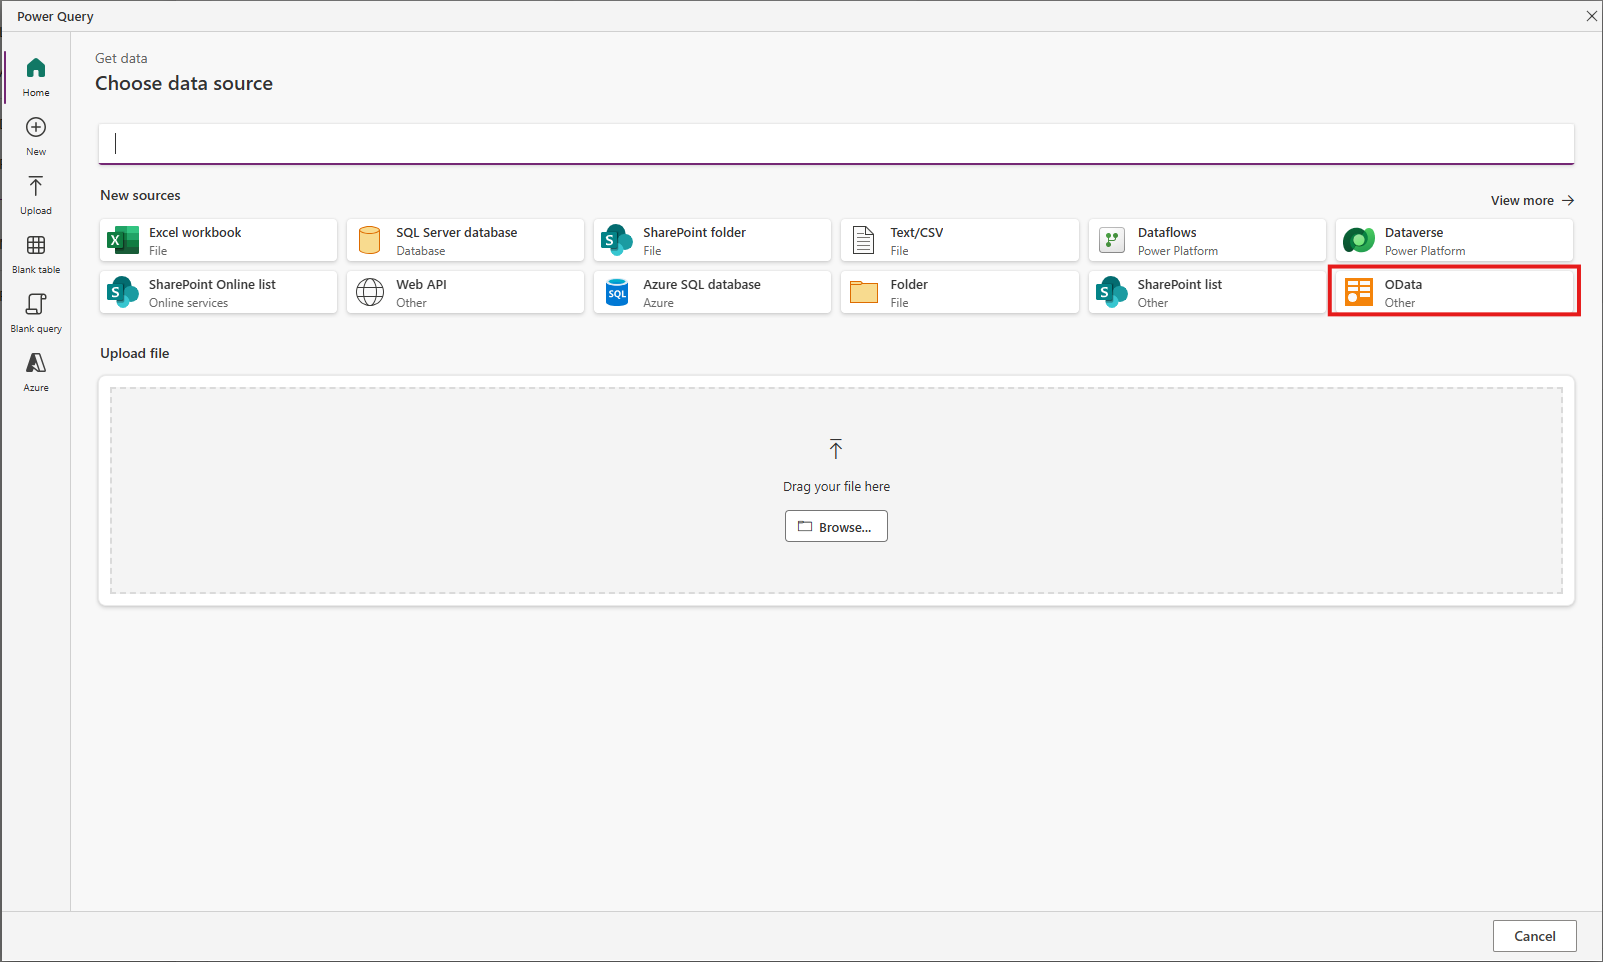 Power Query
Home
New
Upload
Blank table
Blank query
Azure
Get data
Choose data source
New sources
View more
Excel workbook
File
SQL Server database
Database
SharePoint folder
File
Text/CSV
File
Dataflows
Power Platform
Dataverse
Power Platform
SharePoint Online list
Online services
Web API
Other
SQL
Azure SQL database
Azure
Folder
File
SharePoint list
Other
OData
Other
Upload file
Drag your file here
Browse...
Cancel